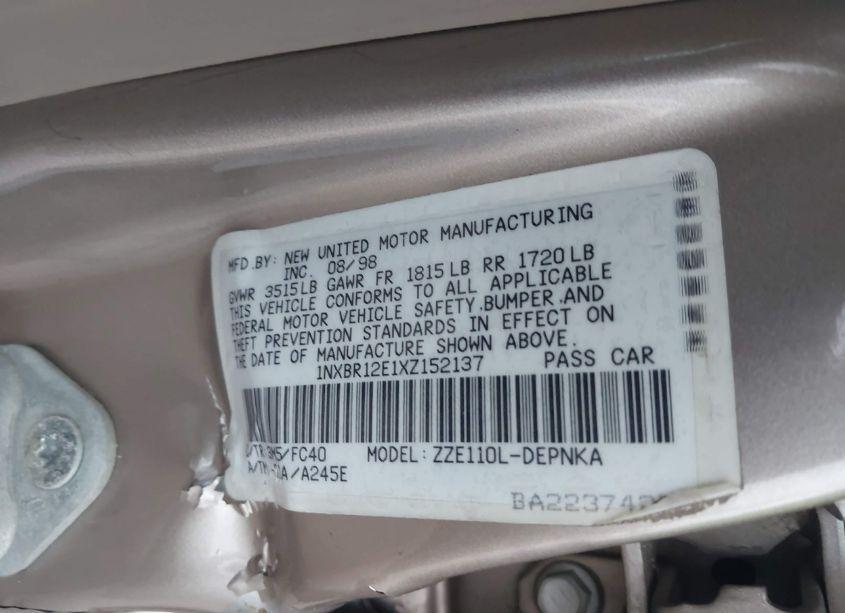 MFD.BY: NEW UNITED MOTOR MANUFACTURING
INC. 08/98
GVWR 3515LB GAWR FR 1815LB RR 1720LB
THIS VEHICLE CONFORMS TO ALL APPLICABLE
FEDERAL MOTOR VEHICLE SAFETY,BUMPER,AND
THEFT PREVENTION STANDARDS IN EFFECT ON
THE DATE OF MANUFACTURE SHOWN ABOVE.
1NXBR12E1XZ152137 PASS CAR
/FC40 MODEL:ZZE110L-DEPNKA
/A245E
BA22374